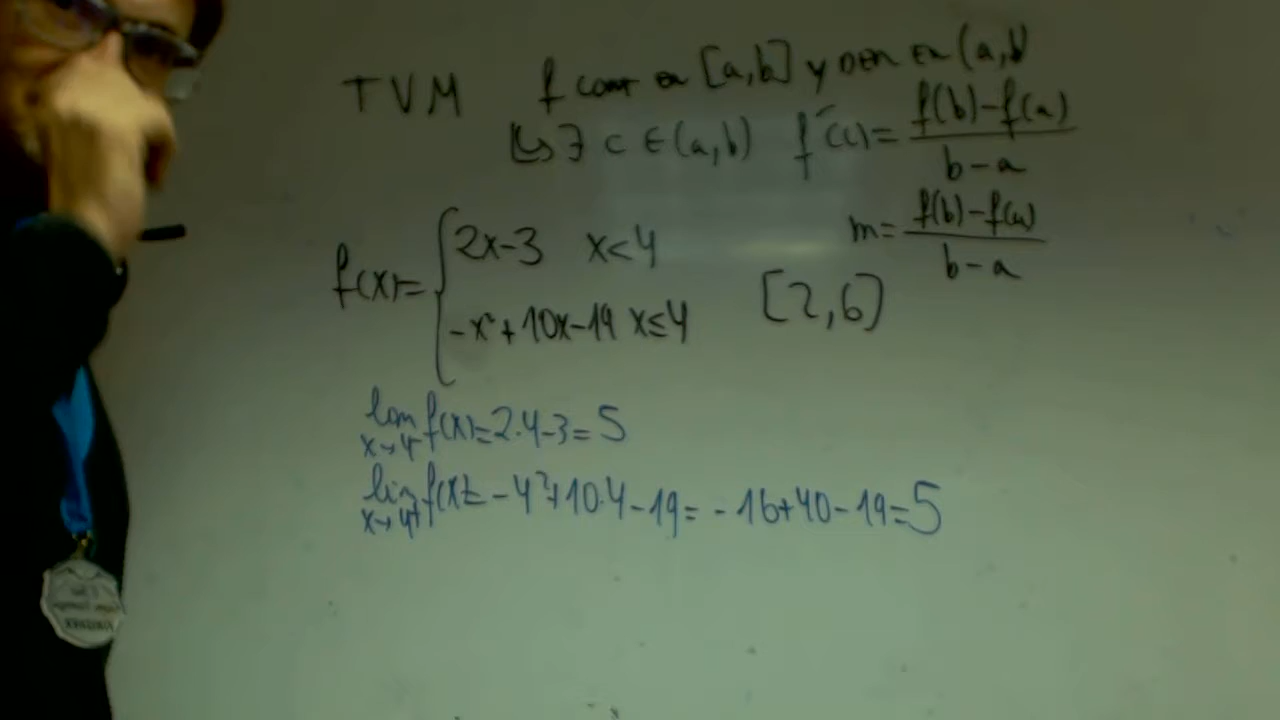 TVM f cont en [a,b] y der en (a,b)
↳ ∃ c ∈ (a,b) f'(c) = f(b)-f(a) / b-a
m = f(b)-f(a) / b-a
f(x) = { 2x-3 x<4
-x²+10x-19 x≤4 [2,6]
lim x→4⁻ f(x) = 2·4-3 = 5
lim x→4⁺ f(x) = -4²+10·4-19 = -16+40-19 = 5